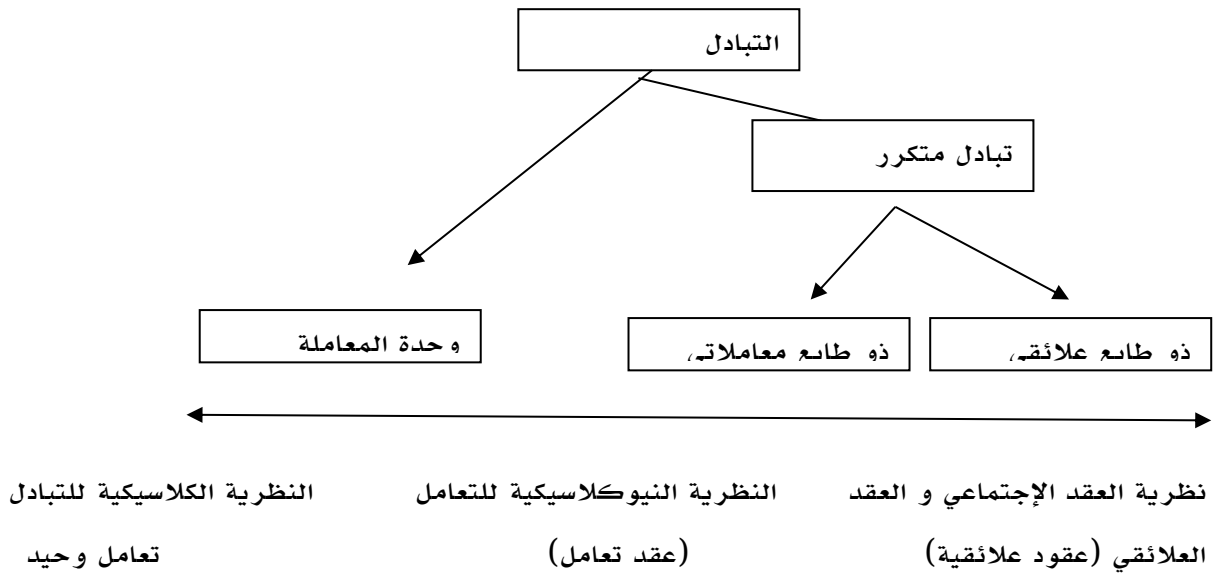 التبادل
تبادل متكرر
ذو طابع علائقي
ذو طابع معاملاتي
وحدة المعاملة
نظرية العقد الإجتماعي و العقد
العلائقي (عقود علائقية)
النظرية النيوكلاسيكية للتعامل
(عقد تعامل)
النظرية الكلاسيكية للتبادل
تعامل وحيد